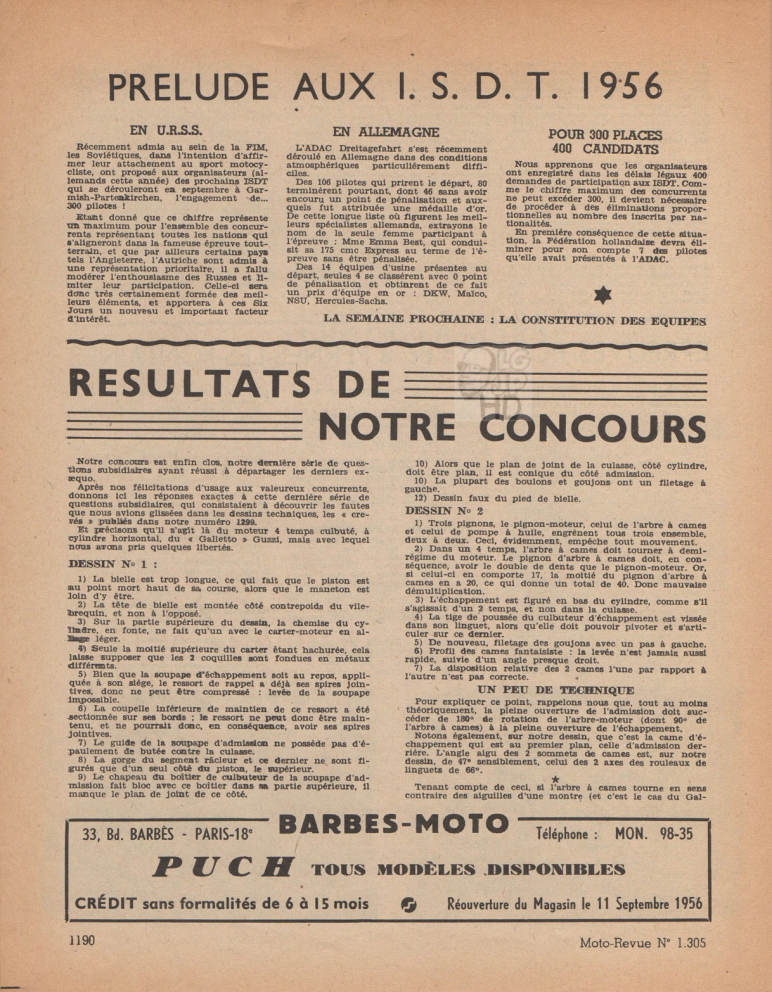 PRELUDE AUX I. S. D. T. 1956
EN U.R.S.S.
Récemment admis au sein de la FIM,
les Soviétiques, dans l'intention d'affir-
mer leur attachement au sport motocy-
cliste, ont proposé aux organisateurs (al-
lemands cette année) des prochains ISDT
qui se dérouleront en septembre à Gar-
mish-Partenkirchen, l'engagement de...
300 pilotes !
Etant donné que ce chiffre représente
un maximum pour l'ensemble des concur-
rents représentant toutes les nations qui
s'aligneront dans la fameuse épreuve tout-
terrain, et que par ailleurs certains pays
tels l'Angleterre, l'Autriche sont admis à
une représentation prioritaire, il a fallu
modérer l'enthousiasme des Russes et li-
miter leur participation. Celle-ci sera
donc très certainement formée des meil-
leurs éléments, et apportera à ces Six
Jours un nouveau et important facteur
d'intérêt.
EN ALLEMAGNE
L'ADAC Dreitagefahrt s'est récemment
déroulé en Allemagne dans des conditions
atmosphériques particulièrement diffi-
ciles.
Des 106 pilotes qui prirent le départ, 80
terminèrent pourtant, dont 46 sans avoir
encouru un point de pénalisation et aux-
quels fut attribuée une médaille d'or.
De cette longue liste où figurent les meil-
leurs spécialistes allemands, extrayons le
nom de la seule femme participant à
l'épreuve : Mme Emma Best, qui condui-
sit sa 175 cmc Express au terme de l'é-
preuve sans être pénalisée.
Des 14 équipes d'usine présentes au
départ, seules 4 se classèrent avec 0 point
de pénalisation et obtinrent de ce fait
un prix d'équipe en or : DKW, Maïco,
NSU, Hercules-Sachs.
POUR 300 PLACES
400 CANDIDATS
Nous apprenons que les organisateurs
ont enregistré dans les délais légaux 400
demandes de participation aux ISDT. Com-
me le chiffre maximum des concurrents
ne peut excéder 300, il devient nécessaire
de procéder à des éliminations propor-
tionnelles au nombre des inscrits par na-
tionalités.
En première conséquence de cette situa-
tion, la Fédération hollandaise devra éli-
miner pour son compte 7 des pilotes
qu'elle avait présentés à l'ADAC.
LA SEMAINE PROCHAINE : LA CONSTITUTION DES EQUIPES
RESULTATS DE
NOTRE CONCOURS
Notre concours est enfin clos, notre dernière série de ques-
tions subsidiaires ayant réussi à départager les derniers ex-
æquo.
Après nos félicitations d'usage aux valeureux concurrents,
donnons ici les réponses exactes à cette dernière série de
questions subsidiaires, qui consistaient à découvrir les fautes
que nous avions glissées dans les dessins techniques, les « cre-
vés » publiés dans notre numéro 1299.
Et précisons qu'il s'agit là du moteur 4 temps culbuté, à
cylindre horizontal, du « Galletto » Guzzi, mais avec lequel
nous avons pris quelques libertés.
DESSIN No 1 :
1) La bielle est trop longue, ce qui fait que le piston est
au point mort haut de sa course, alors que le maneton est
loin d'y être.
2) La tête de bielle est montée côté contrepoids du vile-
brequin, et non à l'opposé.
3) Sur la partie supérieure du dessin, la chemise du cy-
lindre, en fonte, ne fait qu'un avec le carter-moteur en al-
liage léger.
4) Seule la moitié supérieure du carter étant hachurée, cela
laisse supposer que les 2 coquilles sont fondues en métaux
différents.
5) Bien que la soupape d'échappement soit au repos, appli-
quée à son siège, le ressort de rappel a déjà ses spires join-
tives, donc ne peut être compressé : levée de la soupape
impossible.
6) La coupelle inférieure de maintien de ce ressort a été
sectionnée sur ses bords ; le ressort ne peut donc être main-
tenu, et ne pourrait donc, en conséquence, avoir ses spires
jointives.
7) Le guide de la soupape d'admission ne possède pas d'é-
paulement de butée contre la culasse.
8) La gorge du segment râcleur et ce dernier ne sont fi-
gurés que d'un seul côté du piston, le supérieur.
9) Le chapeau du boîtier de culbuteur de la soupape d'ad-
mission fait bloc avec ce boîtier dans sa partie supérieure, il
manque le plan de joint de ce côté.
10) Alors que le plan de joint de la culasse, côté cylindre,
doit être plan, il est conique du côté admission.
10) La plupart des boulons et goujons ont un filetage à
gauche.
12) Dessin faux du pied de bielle.
DESSIN No 2
1) Trois pignons, le pignon-moteur, celui de l'arbre à cames
et celui de pompe à huile, engrènent tous trois ensemble,
deux à deux. Ceci, évidemment, empêche tout mouvement.
2) Dans un 4 temps, l'arbre à cames doit tourner à demi-
régime du moteur. Le pignon d'arbre à cames doit, en con-
séquence, avoir le double de dents que le pignon-moteur. Or,
si celui-ci en comporte 17, la moitié du pignon d'arbre à
cames en a 20, ce qui donne un total de 40. Donc mauvaise
démultiplication.
3) L'échappement est figuré en bas du cylindre, comme s'il
s'agissait d'un 2 temps, et non dans la culasse.
4) La tige de poussée du culbuteur d'échappement est vissée
dans son linguet, alors qu'elle doit pouvoir pivoter et s'arti-
culer sur ce dernier.
5) De nouveau, filetage des goujons avec un pas à gauche.
6) Profil des cames fantaisiste : la levée n'est jamais aussi
rapide, suivie d'un angle presque droit.
7) La disposition relative des 2 cames l'une par rapport à
l'autre n'est pas correcte.
UN PEU DE TECHNIQUE
Pour expliquer ce point, rappelons nous que, tout au moins
théoriquement, la pleine ouverture de l'admission doit suc-
céder de 180° de rotation de l'arbre-moteur (dont 90° de
l'arbre à cames) à la pleine ouverture de l'échappement.
Notons également, sur notre dessin, que c'est la came d'é-
chappement qui est au premier plan, celle d'admission der-
rière. L'angle aigu des 2 sommets de cames est, sur notre
dessin, de 47° sensiblement, celui des 2 axes des rouleaux de
linguets de 66°.
Tenant compte de ceci, si l'arbre à cames tourne en sens
contraire des aiguilles d'une montre (et c'est le cas du Gal-
BARBES-MOTO
33, Bd. BARBÈS - PARIS-18e
Téléphone : MON. 98-35
PUCH TOUS MODÈLES DISPONIBLES
CRÉDIT sans formalités de 6 à 15 mois
Réouverture du Magasin le 11 Septembre 1956
1190
Moto-Revue N° 1.305